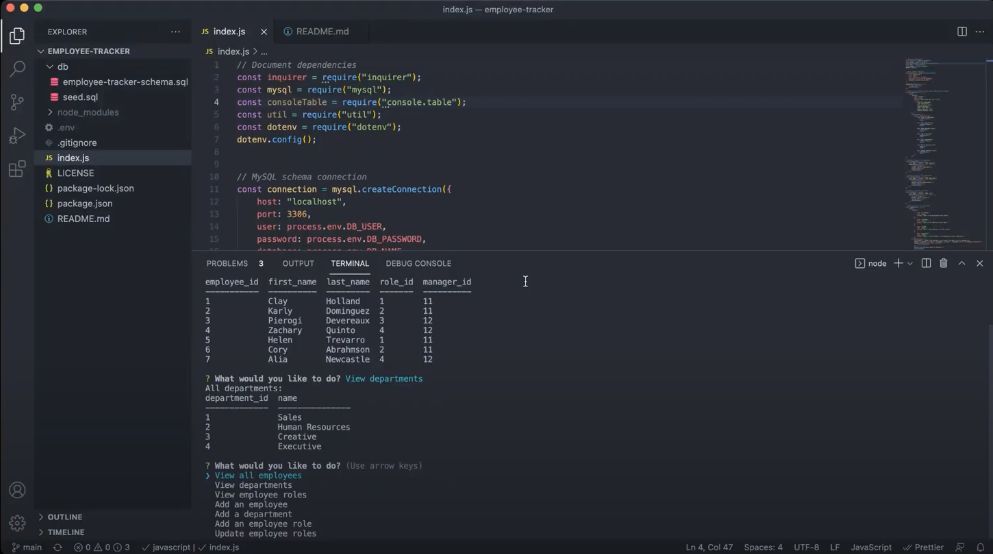 index.js — employee-tracker
EXPLORER
EMPLOYEE-TRACKER
db
employee-tracker-schema.sql
seed.sql
node_modules
.env
.gitignore
JS index.js
LICENSE
{} package-lock.json
{} package.json
README.md
OUTLINE
TIMELINE
JS index.js
README.md
JS index.js > ...
1 // Document dependencies
2 const inquirer = require("inquirer");
3 const mysql = require("mysql");
4 const consoleTable = require("console.table");
5 const util = require("util");
6 const dotenv = require("dotenv");
7 dotenv.config();
8
9
10 // MySQL schema connection
11 const connection = mysql.createConnection({
12 host: "localhost",
13 port: 3306,
14 user: process.env.DB_USER,
15 password: process.env.DB_PASSWORD,
PROBLEMS 3 OUTPUT TERMINAL DEBUG CONSOLE
node
employee_id first_name last_name role_id manager_id
1 Clay Holland 1 11
2 Karly Dominguez 2 11
3 Pierogi Devereaux 3 12
4 Zachary Quinto 4 12
5 Helen Trevarro 1 11
6 Cory Abrahmson 2 11
7 Alia Newcastle 4 12
? What would you like to do? View departments
All departments:
department_id name
1 Sales
2 Human Resources
3 Creative
4 Executive
? What would you like to do? (Use arrow keys)
❯ View all employees
View departments
View employee roles
Add an employee
Add a department
Add an employee role
Update employee roles
main 0 0 3 javascript | index.js Ln 4, Col 47 Spaces: 4 UTF-8 LF JavaScript Prettier